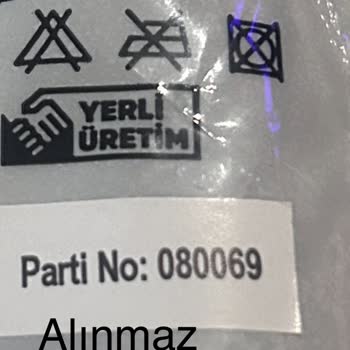 YERLİ
ÜRETİM
Parti No: 080069
Alınmaz